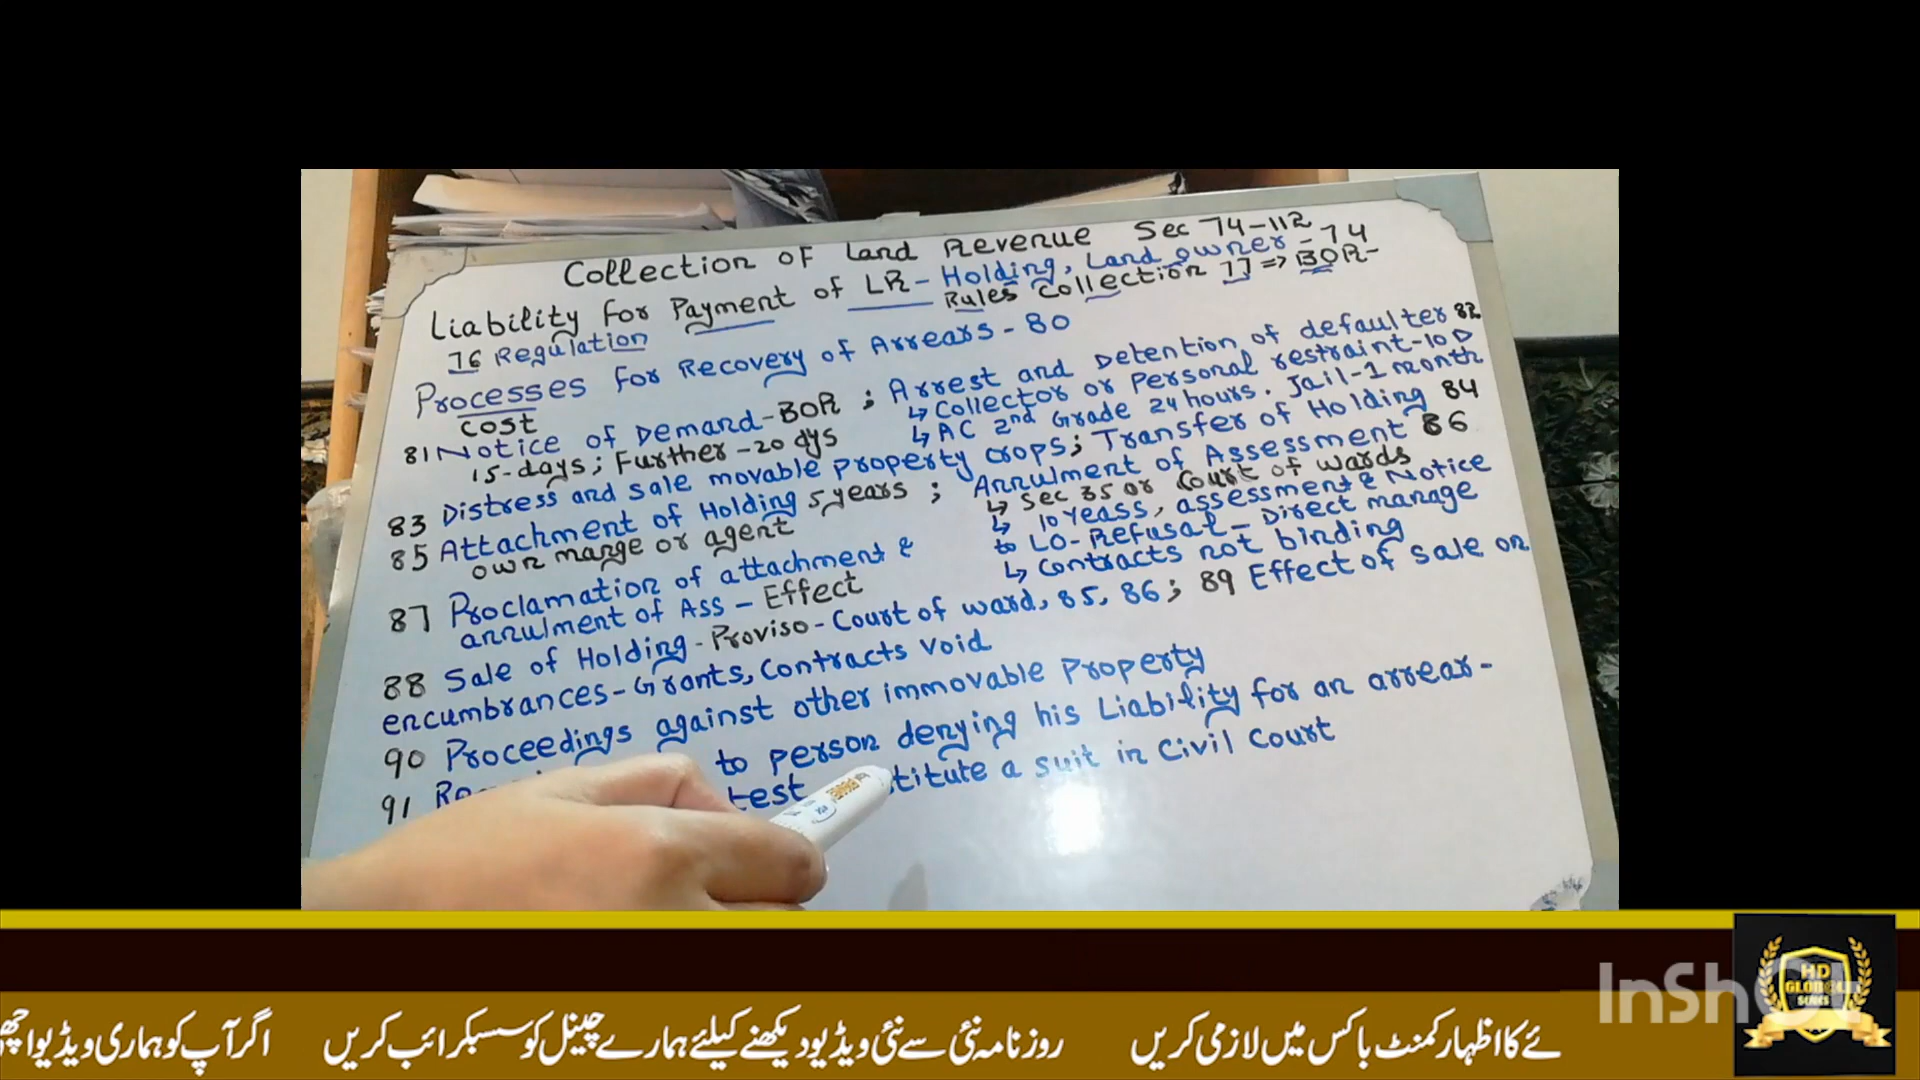 Collection of Land Revenue Sec 74-112
Liability for Payment of LR - Holding, Land owner - 74
76 Regulation Rules Collection 77 ⇒ BOR-
Processes for Recovery of Arrears - 80
cost
81 Notice of Demand - BOR ; Arrest and Detention of defaulter 82
15-days; Further - 20 dys ↳ Collector or Personal restraint-10 D
↳ AC 2nd Grade 24 hours. Jail-1 month
83 Distress and sale movable property crops; Transfer of Holding 84
85 Attachment of Holding 5 years ; Annulment of Assessment 86
own marge or agent ↳ Sec 35 or Court of wards
↳ 10 yeass, assessment & Notice
to LO-Refusal - Direct manage
↳ Contracts not binding
87 Proclamation of attachment &
annulment of Ass - Effect
88 Sale of Holding - Proviso - Court of ward, 85, 86 ; 89 Effect of Sale on
encumbrances - Grants, Contracts void
90 Proceedings against other immovable property
91 to person denying his Liability for an arrear-
test stitute a suit in Civil Court
HD
GLOBAL
InSh
ئے کا اظہار کمنٹ باکس میں لازمی کریں روزنامہ نئی سے نئی ویڈیو دیکھنے کیلئے ہمارے چینل کو سسبکرائب کریں اگر آپ کو ہماری ویڈیو اچھ